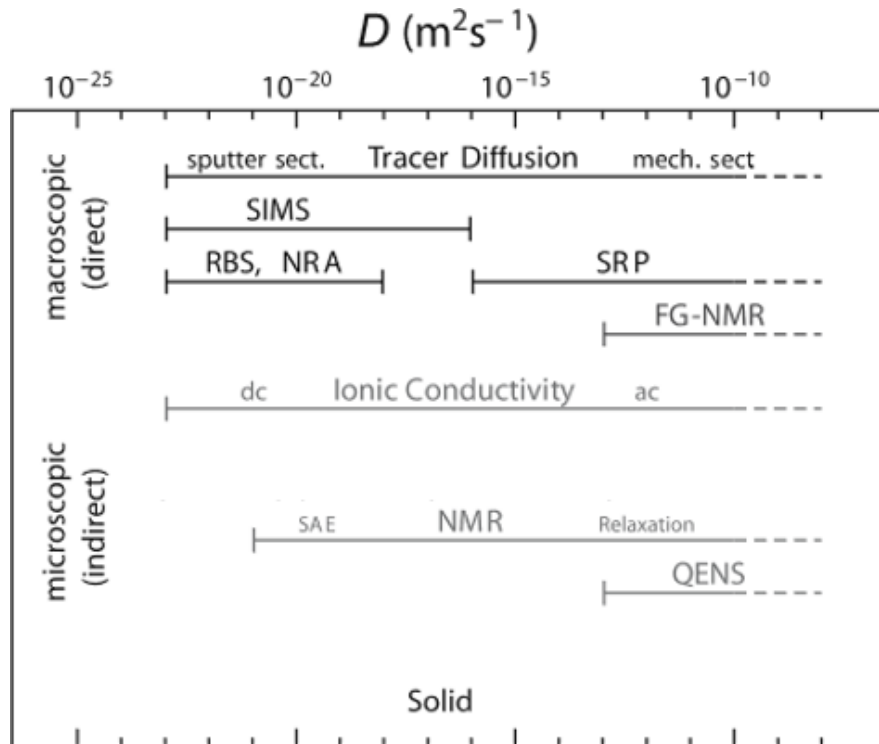 D (m²s⁻¹)
10⁻²⁵ 10⁻²⁰ 10⁻¹⁵ 10⁻¹⁰
macroscopic
(direct)
sputter sect. Tracer Diffusion mech. sect
SIMS
RBS, NRA SRP
FG-NMR
dc Ionic Conductivity ac
microscopic
(indirect)
SAE NMR Relaxation
QENS
Solid